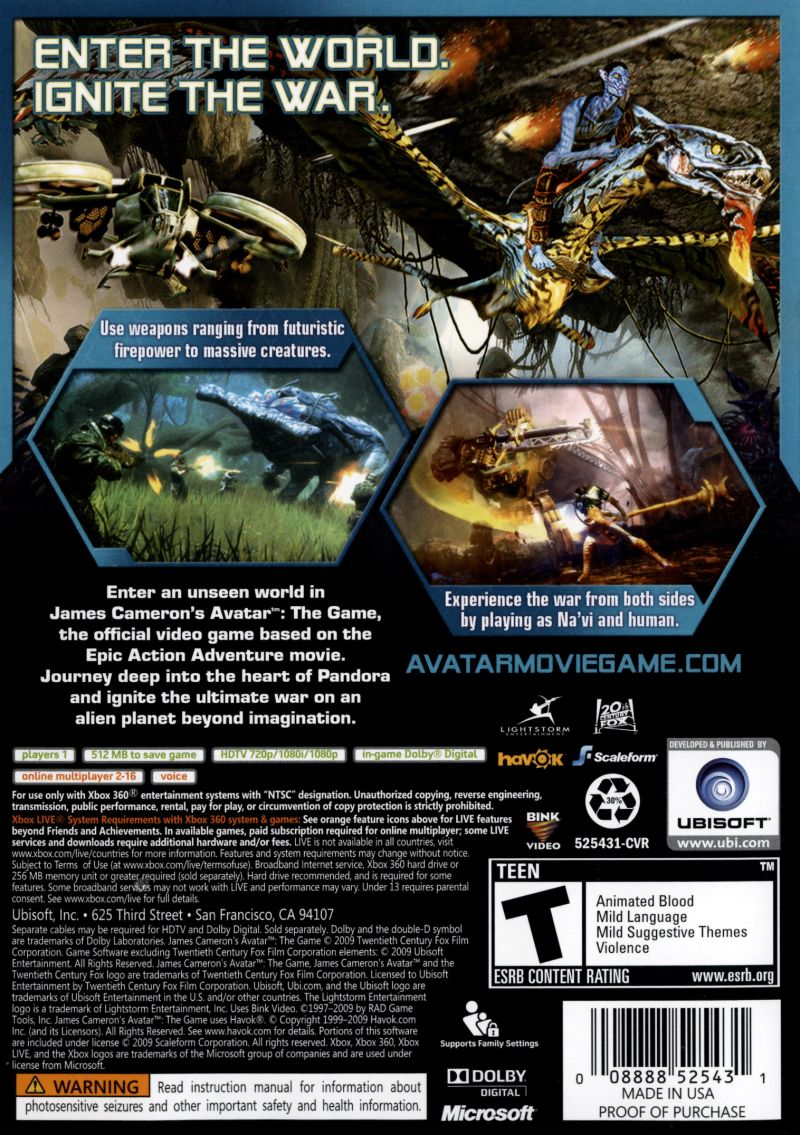 ENTER THE WORLD.
IGNITE THE WAR.
Use weapons ranging from futuristic
firepower to massive creatures.
Experience the war from both sides
by playing as Na'vi and human.
Enter an unseen world in
James Cameron's Avatar™: The Game,
the official video game based on the
Epic Action Adventure movie.
Journey deep into the heart of Pandora
and ignite the ultimate war on an
alien planet beyond imagination.
AVATARMOVIEGAME.COM
LIGHTSTORM
ENTERTAINMENT
20th
CENTURY
FOX
players 1
512 MB to save game
HDTV 720p/1080i/1080p
in-game Dolby® Digital
online multiplayer 2-16
voice
havok
Scaleform
DEVELOPED & PUBLISHED BY
UBISOFT®
www.ubi.com
BINK
VIDEO
30%
525431-CVR
For use only with Xbox 360® entertainment systems with "NTSC" designation. Unauthorized copying, reverse engineering,
transmission, public performance, rental, pay for play, or circumvention of copy protection is strictly prohibited.
Xbox LIVE® System Requirements with Xbox 360 system & games: See orange feature icons above for LIVE features
beyond Friends and Achievements. In available games, paid subscription required for online multiplayer; some LIVE
services and downloads require additional hardware and/or fees. LIVE is not available in all countries, visit
www.xbox.com/live/countries for more information. Features and system requirements may change without notice.
Subject to Terms of Use (at www.xbox.com/live/termsofuse). Broadband Internet service, Xbox 360 hard drive or
256 MB memory unit or greater required (sold separately). Hard drive recommended, and is required for some
features. Some broadband services may not work with LIVE and performance may vary. Under 13 requires parental
consent. See www.xbox.com/live for full details.
Ubisoft, Inc. • 625 Third Street • San Francisco, CA 94107
Separate cables may be required for HDTV and Dolby Digital. Sold separately. Dolby and the double-D symbol
are trademarks of Dolby Laboratories. James Cameron's Avatar™: The Game © 2009 Twentieth Century Fox Film
Corporation. Game Software excluding Twentieth Century Fox Film Corporation elements: © 2009 Ubisoft
Entertainment. All Rights Reserved. James Cameron's Avatar™: The Game, James Cameron's Avatar™ and the
Twentieth Century Fox logo are trademarks of Twentieth Century Fox Film Corporation. Licensed to Ubisoft
Entertainment by Twentieth Century Fox Film Corporation. Ubisoft, Ubi.com, and the Ubisoft logo are
trademarks of Ubisoft Entertainment in the U.S. and/or other countries. The Lightstorm Entertainment
logo is a trademark of Lightstorm Entertainment, Inc. Uses Bink Video. ©1997–2009 by RAD Game
Tools, Inc. James Cameron's Avatar™: The Game uses Havok®. © Copyright 1999–2009 Havok.com
Inc. (and its Licensors). All Rights Reserved. See www.havok.com for details. Portions of this software
are included under license © 2009 Scaleform Corporation. All rights reserved. Xbox, Xbox 360, Xbox
LIVE, and the Xbox logos are trademarks of the Microsoft group of companies and are used under
license from Microsoft.
WARNING Read instruction manual for information about
photosensitive seizures and other important safety and health information.
TEEN ™
T
Animated Blood
Mild Language
Mild Suggestive Themes
Violence
ESRB CONTENT RATING www.esrb.org
Supports Family Settings
DOLBY
DIGITAL
Microsoft®
0 08888 52543 1
MADE IN USA
PROOF OF PURCHASE